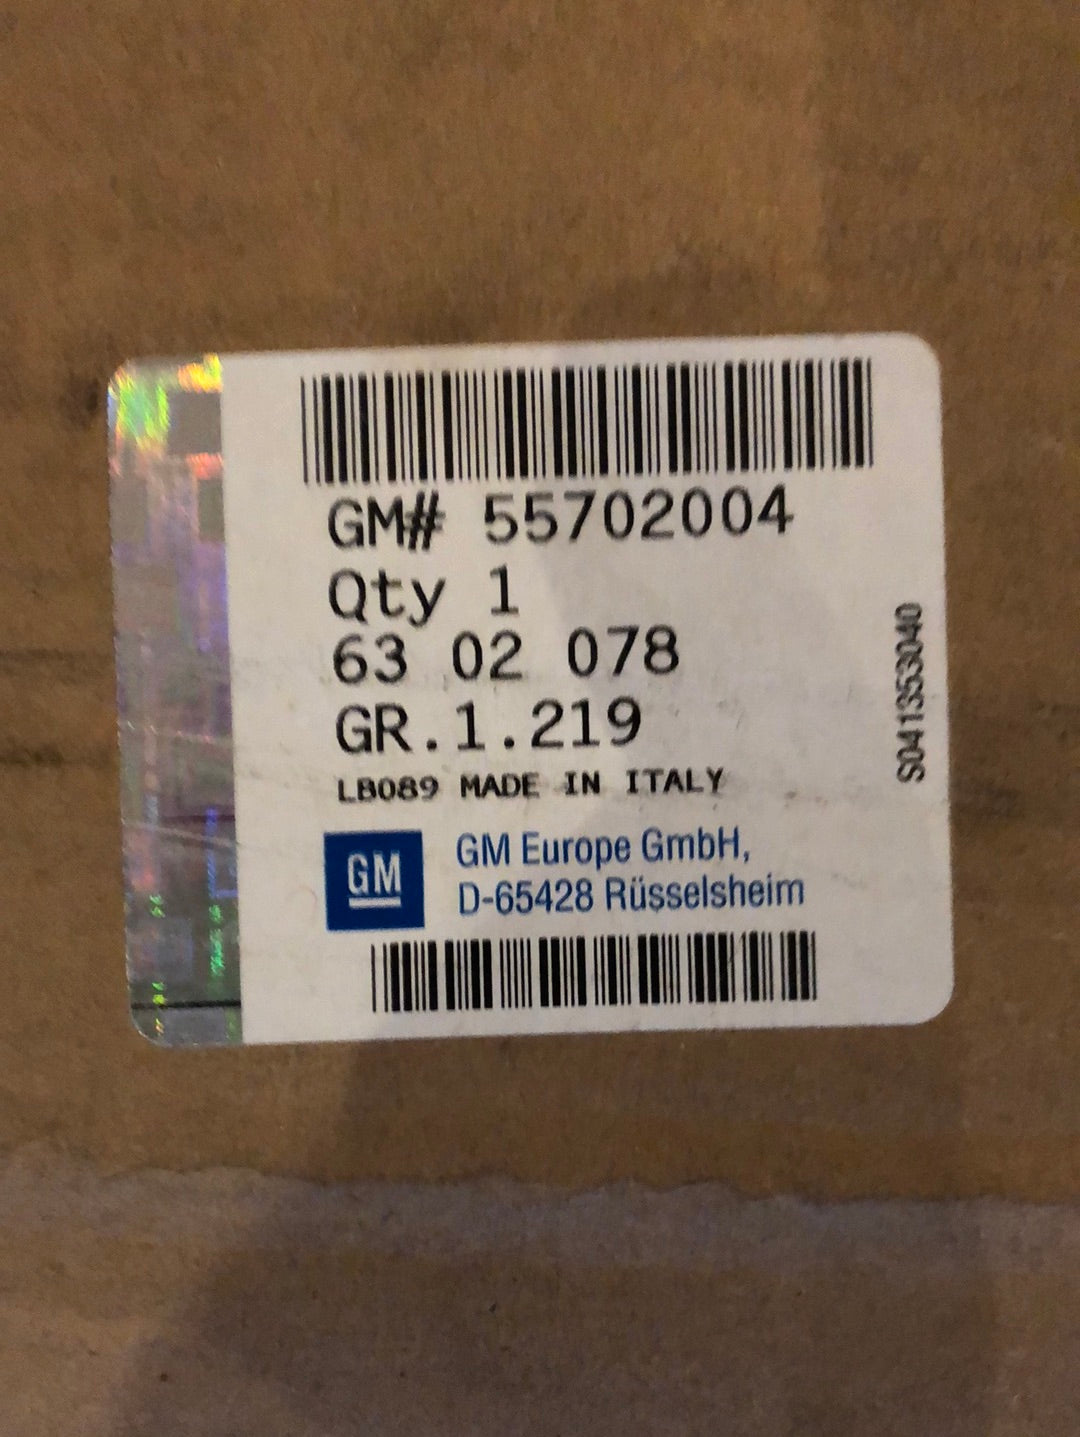 GM# 55702004
Qty 1
63 02 078
GR.1.219
LB089 MADE IN ITALY
GM
GM Europe GmbH,
D-65428 Rüsselsheim
S041353040